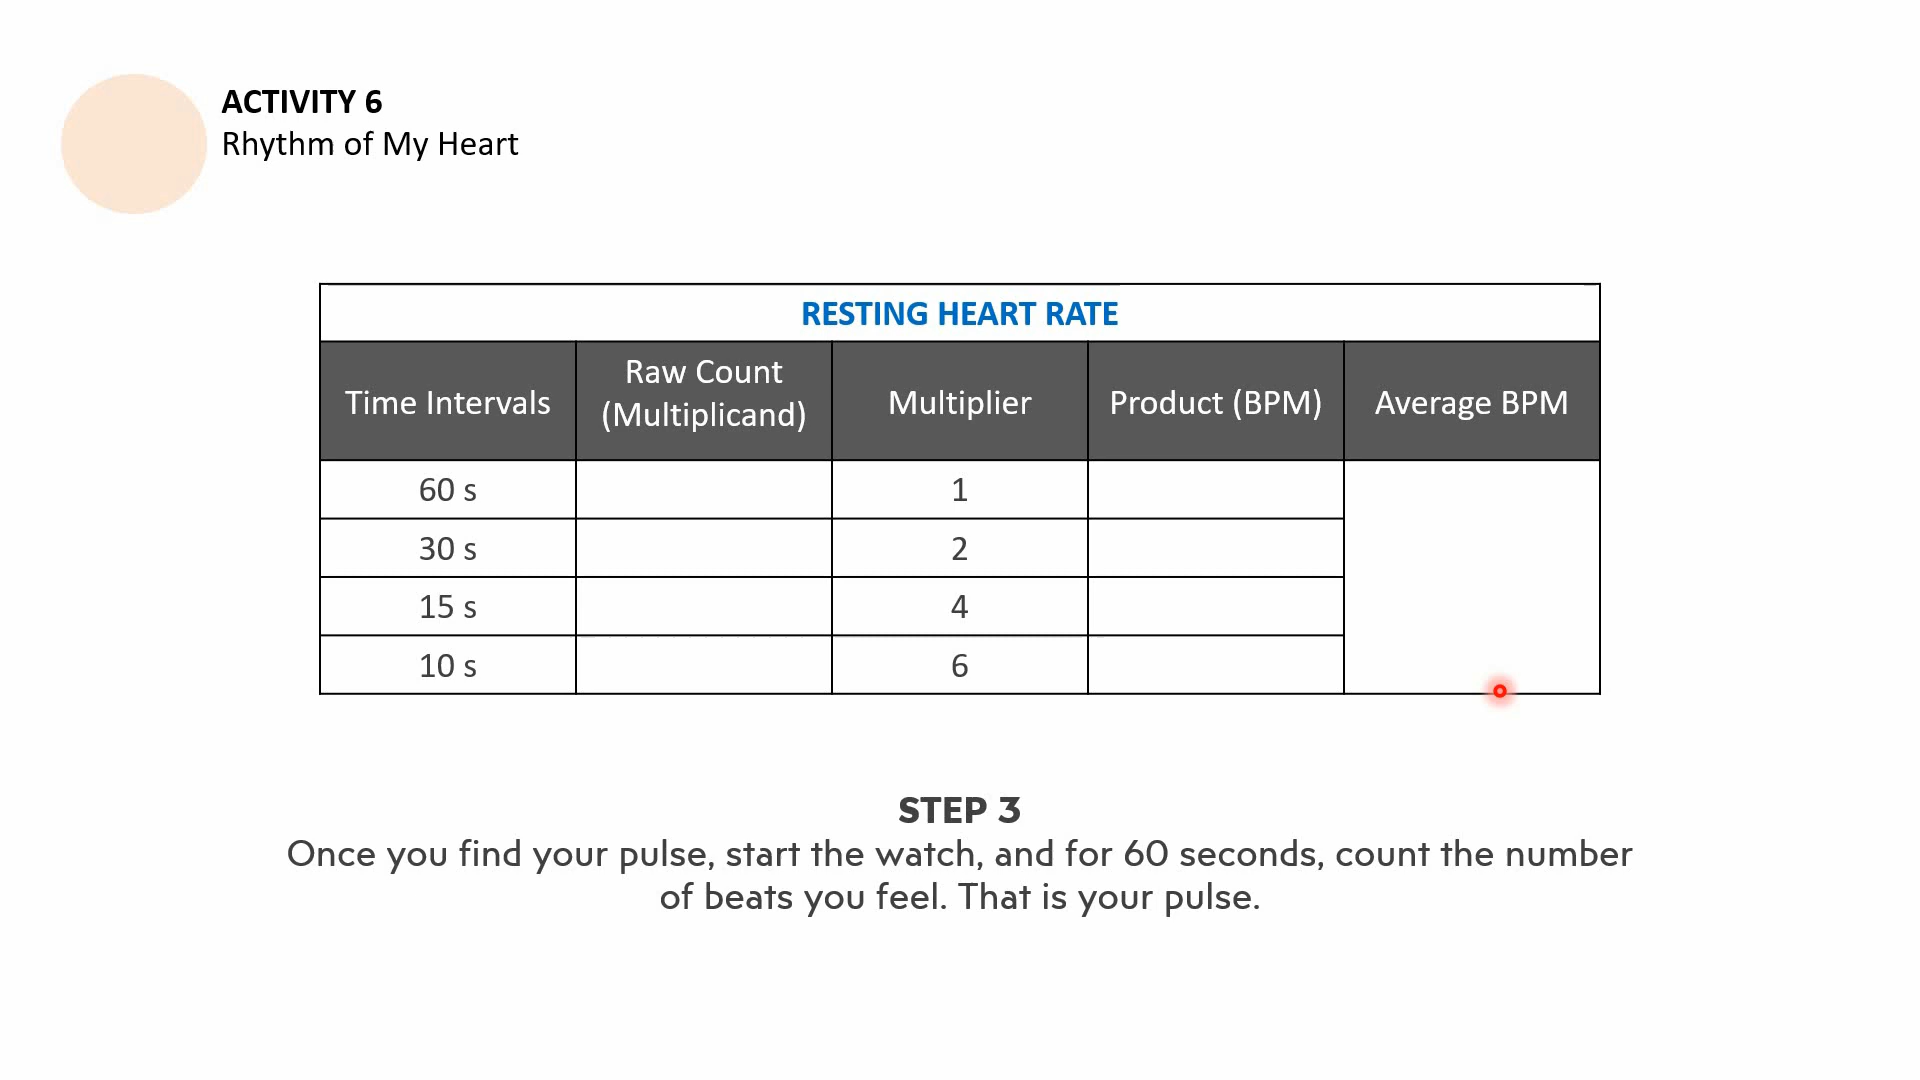 ACTIVITY 6
Rhythm of My Heart
RESTING HEART RATE
Time Intervals
Raw Count
(Multiplicand)
Multiplier
Product (BPM)
Average BPM
60 s
1
30 s
2
15 s
4
10 s
6
STEP 3
Once you find your pulse, start the watch, and for 60 seconds, count the number
of beats you feel. That is your pulse.